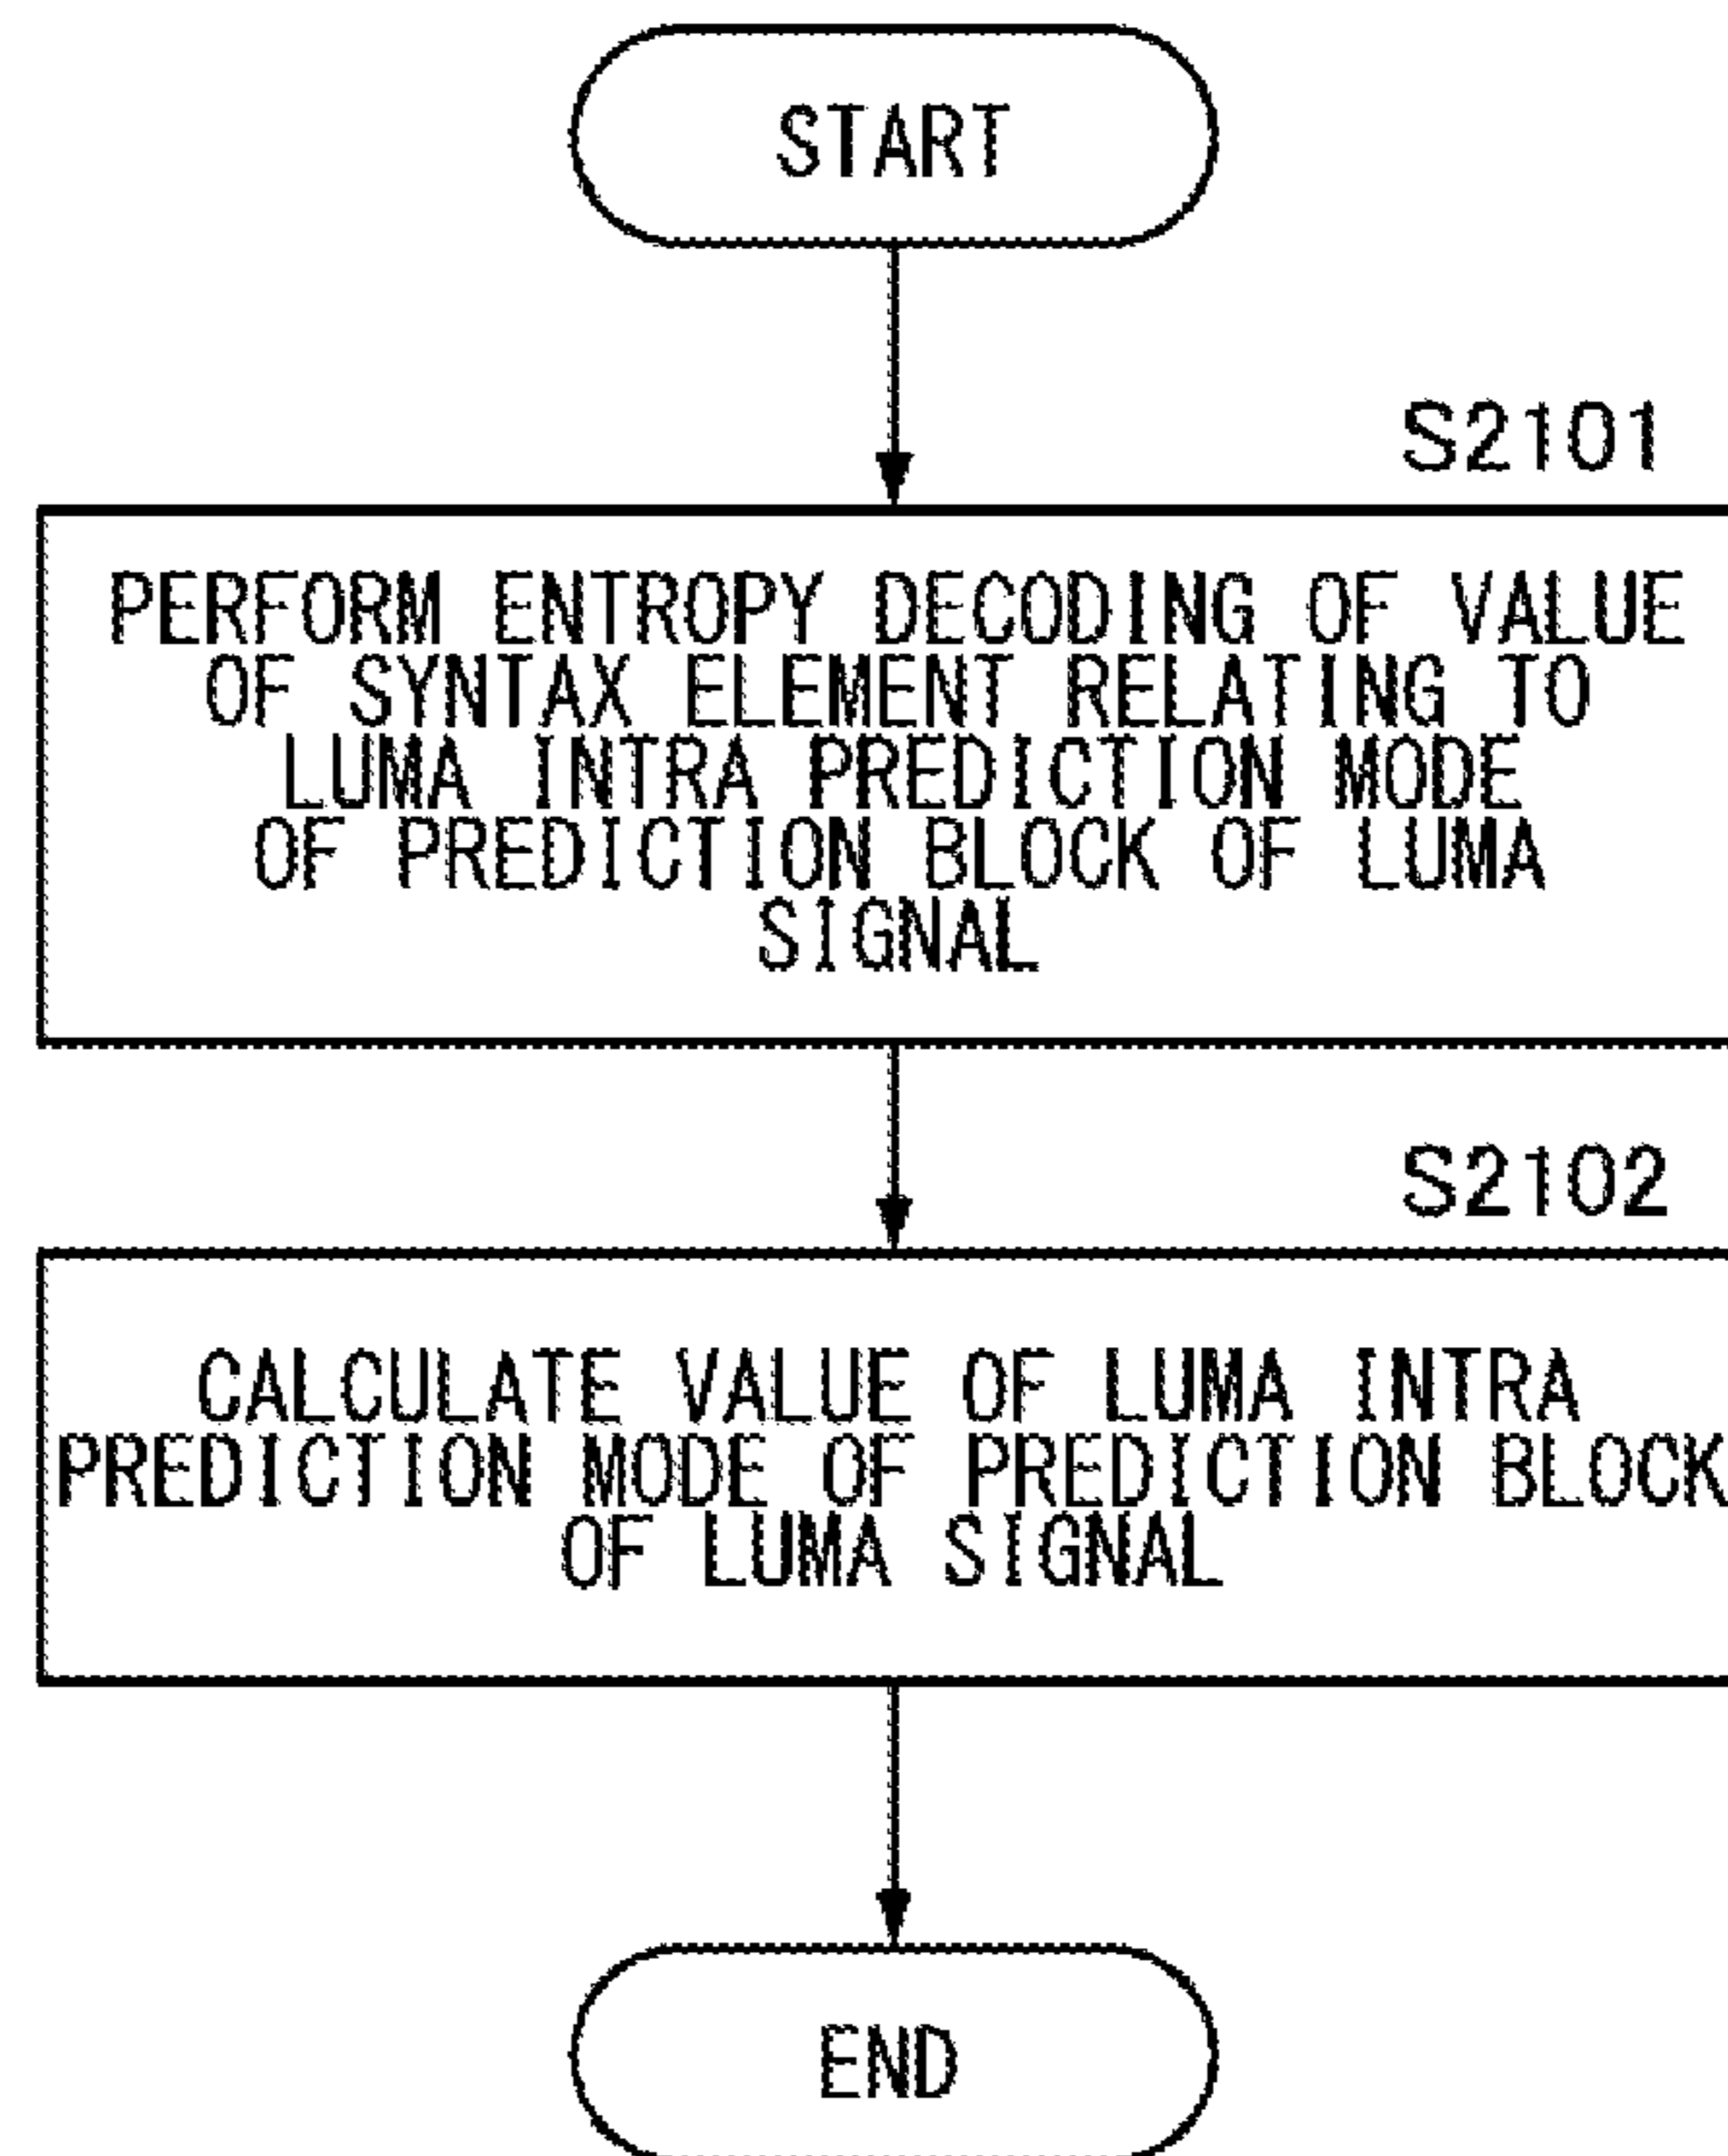 START
S2101
PERFORM ENTROPY DECODING OF VALUE
OF SYNTAX ELEMENT RELATING TO
LUMA INTRA PREDICTION MODE
OF PREDICTION BLOCK OF LUMA
SIGNAL
S2102
CALCULATE VALUE OF LUMA INTRA
PREDICTION MODE OF PREDICTION BLOCK
OF LUMA SIGNAL
END